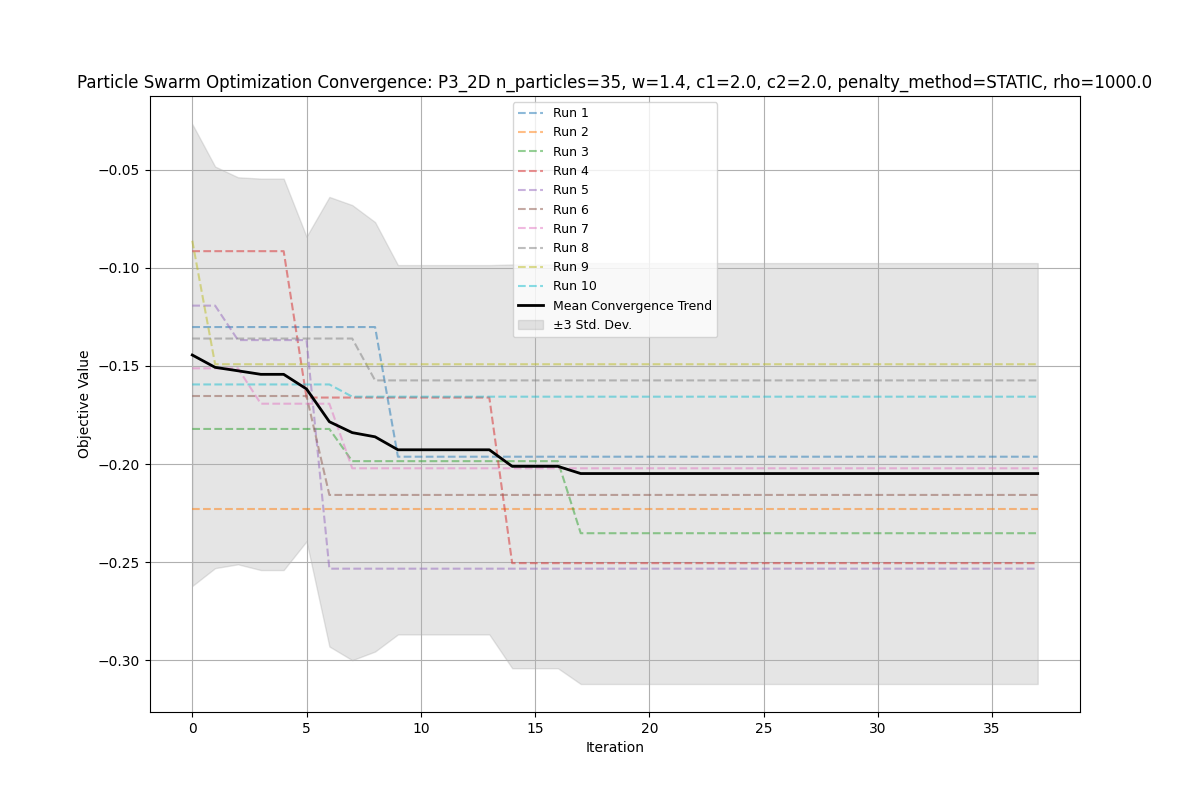 Particle Swarm Optimization Convergence: P3_2D n_particles=35, w=1.4, c1=2.0, c2=2.0, penalty_method=STATIC, rho=1000.0
Run 1
Run 2
Run 3
Run 4
Run 5
Run 6
Run 7
Run 8
Run 9
Run 10
Mean Convergence Trend
±3 Std. Dev.
Objective Value
−0.05
−0.10
−0.15
−0.20
−0.25
−0.30
0 5 10 15 20 25 30 35
Iteration